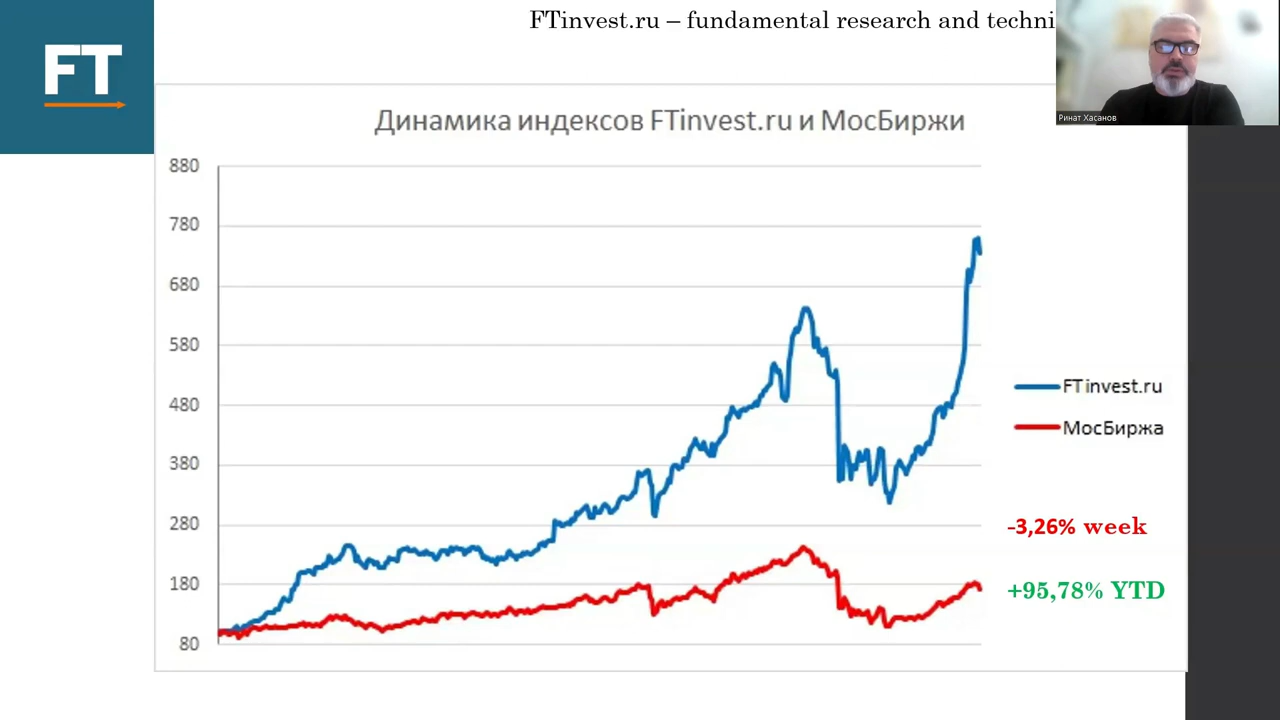 FTinvest.ru – fundamental research and techni
FT
Ринат Хасанов
Динамика индексов FTinvest.ru и МосБиржи
880
780
680
580
480
380
280
180
80
FTinvest.ru
МосБиржа
-3,26% week
+95,78% YTD